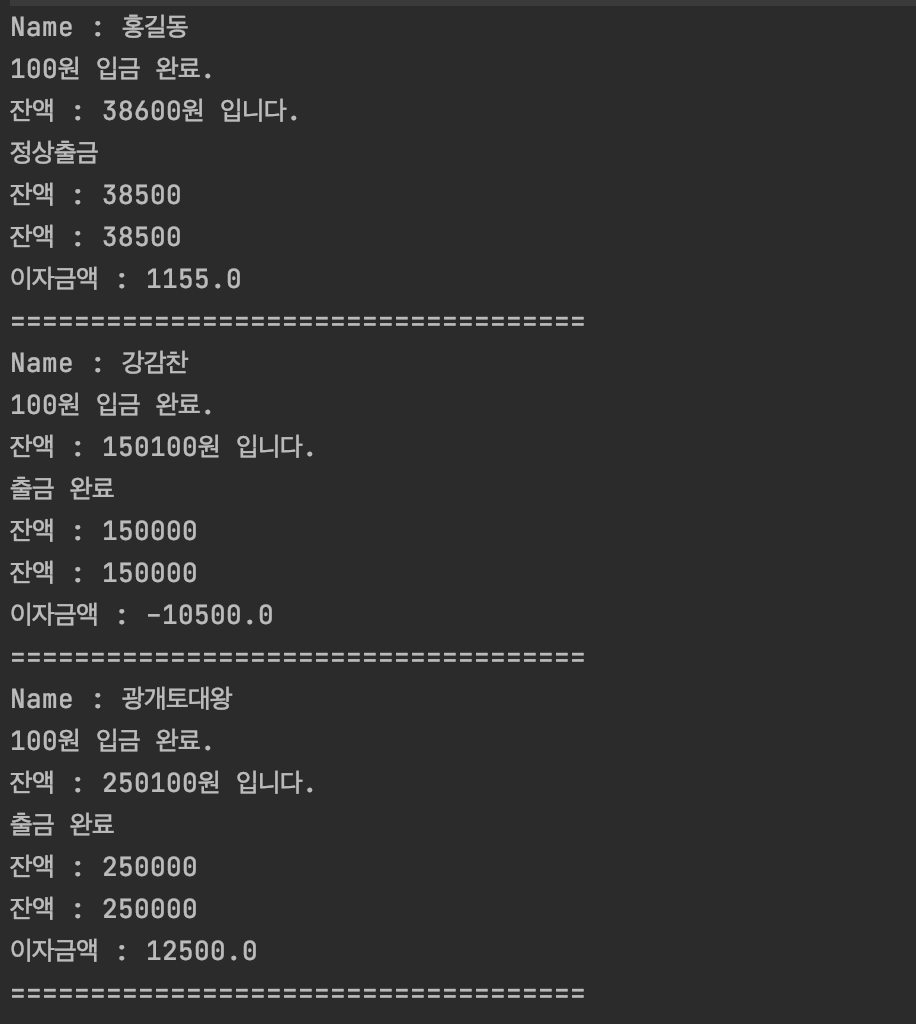 Name : 홍길동
100원 입금 완료.
잔액 : 38600원 입니다.
정상출금
잔액 : 38500
잔액 : 38500
이자금액 : 1155.0
====================================
Name : 강감찬
100원 입금 완료.
잔액 : 150100원 입니다.
출금 완료
잔액 : 150000
잔액 : 150000
이자금액 : -10500.0
====================================
Name : 광개토대왕
100원 입금 완료.
잔액 : 250100원 입니다.
출금 완료
잔액 : 250000
잔액 : 250000
이자금액 : 12500.0
====================================